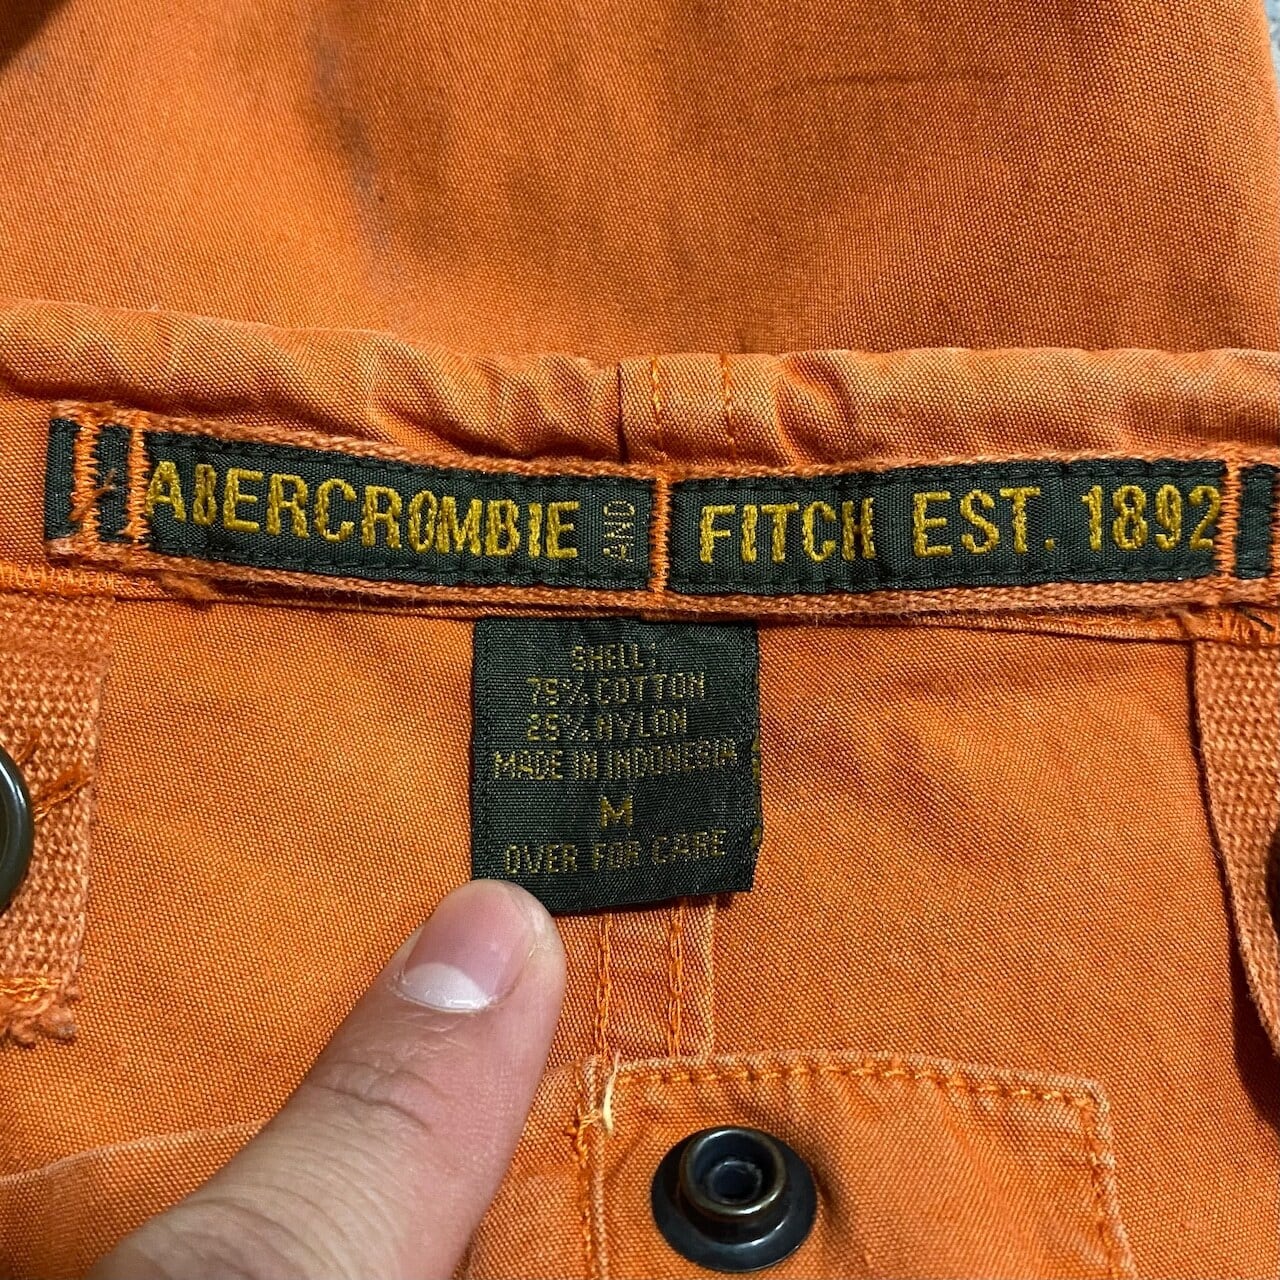 ABERCROMBIE AND FITCH EST. 1892
SHELL:
75% COTTON
25% NYLON
MADE IN INDONESIA
M
OVER FOR CARE